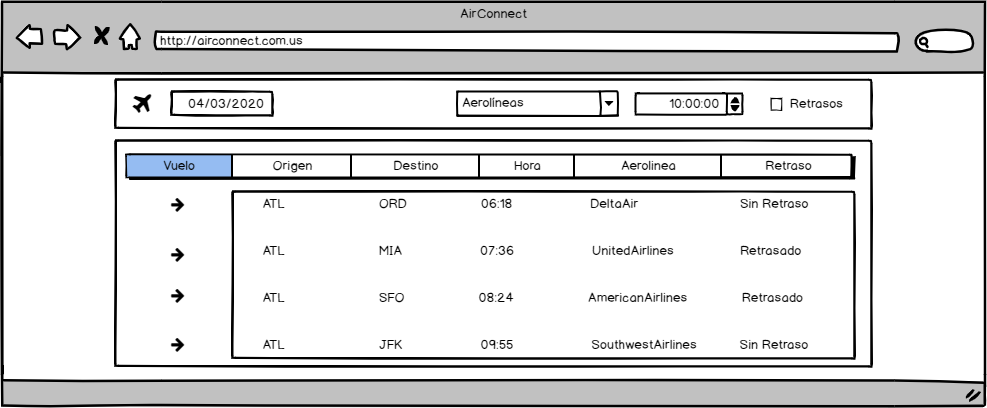 AirConnect
http://airconnect.com.us
04/03/2020 Aerolíneas 10:00:00 Retrasos
Vuelo Origen Destino Hora Aerolinea Retraso
ATL ORD 06:18 DeltaAir Sin Retraso
ATL MIA 07:36 UnitedAirlines Retrasado
ATL SFO 08:24 AmericanAirlines Retrasado
ATL JFK 09:55 SouthwestAirlines Sin Retraso